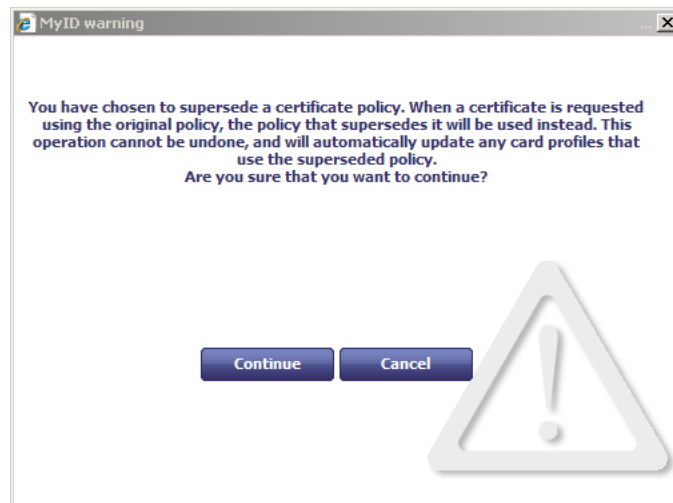 MyID warning
You have chosen to supersede a certificate policy. When a certificate is requested
using the original policy, the policy that supersedes it will be used instead. This
operation cannot be undone, and will automatically update any card profiles that
use the superseded policy.
Are you sure that you want to continue?
Continue
Cancel